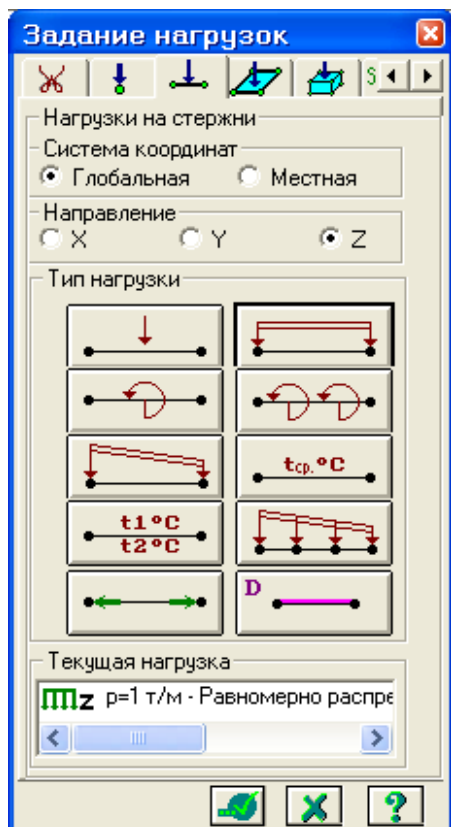 Задание нагрузок
S
Нагрузки на стержни
Система координат
Глобальная Местная
Направление
X Y Z
Тип нагрузки
tср.°C
t1°C
t2°C
D
Текущая нагрузка
z p=1 т/м - Равномерно распре
?